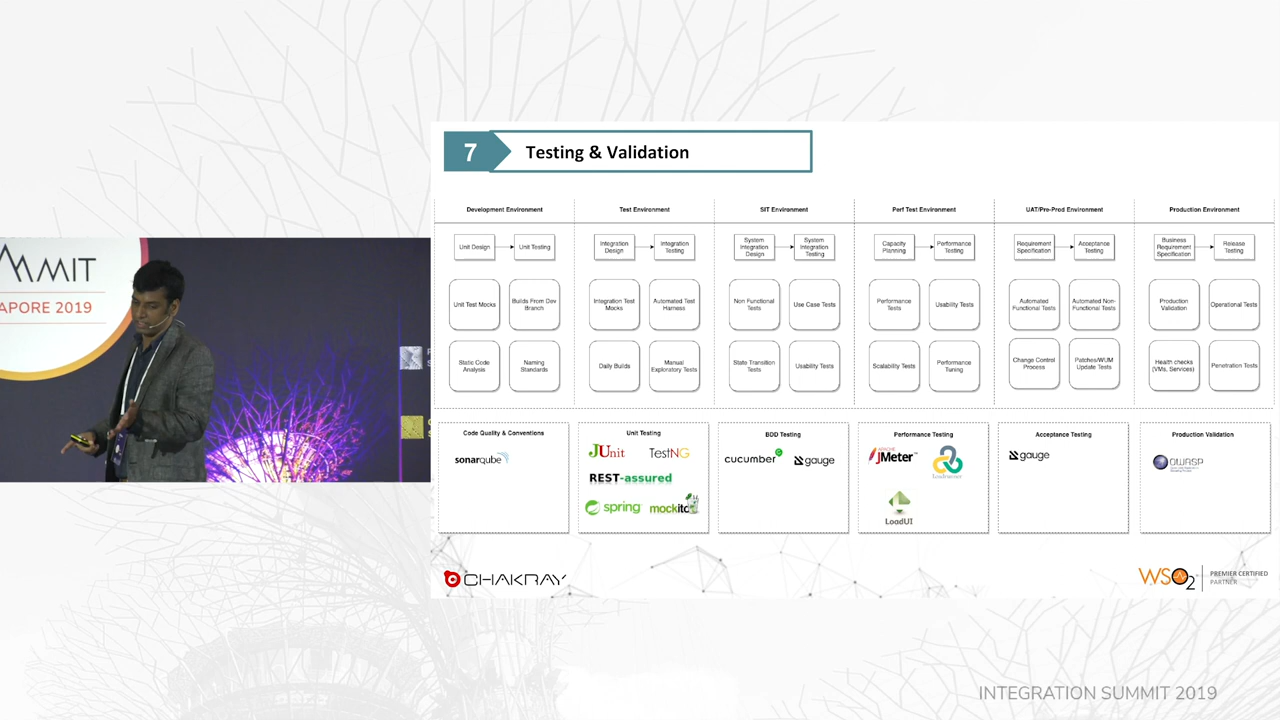 MMIT
APORE 2019
7
Testing & Validation
Development Environment
Test Environment
SIT Environment
Perf Test Environment
UAT/Pre-Prod Environment
Production Environment
Unit Design
Unit Testing
Integration
Design
Integration
Testing
System
Integration
Design
System
Integration
Testing
Capacity
Planning
Performance
Testing
Requirement
Specification
Acceptance
Testing
Business
Requirement
Specification
Release
Testing
Unit Test Mocks
Builds From Dev
Branch
Integration Test
Mocks
Automated Test
Harness
Non Functional
Tests
Use Case Tests
Performance
Tests
Usability Tests
Automated
Functional Tests
Automated Non-
Functional Tests
Production
Validation
Operational Tests
Static Code
Analysis
Naming
Standards
Daily Builds
Manual
Exploratory Tests
State Transition
Tests
Usability Tests
Scalability Tests
Performance
Tuning
Change Control
Process
Patches/WUM
Update Tests
Health checks
(VMs, Services)
Penetration Tests
Code Quality & Conventions
sonarqube
Unit Testing
JUnit
TestNG
REST-assured
spring
mockito
BDD Testing
cucumber
gauge
Performance Testing
APACHE
JMeter™
LoadUI
Acceptance Testing
gauge
Production Validation
OWASP
CHAKRAY
WSO2
PREMIER CERTIFIED
PARTNER
INTEGRATION SUMMIT 2019